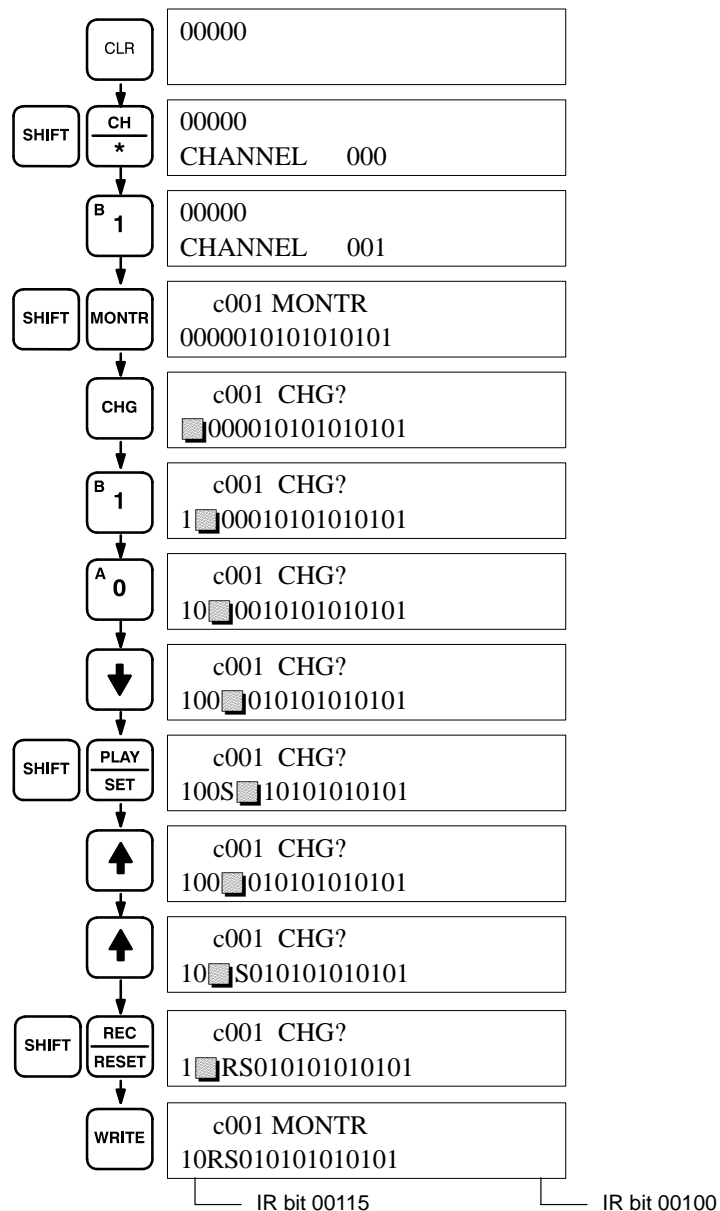 CLR
00000
SHIFT
CH
*
00000
CHANNEL 000
B
1
00000
CHANNEL 001
SHIFT
MONTR
c001 MONTR
0000010101010101
CHG
c001 CHG?
000010101010101
B
1
c001 CHG?
1 00010101010101
A
0
c001 CHG?
10 0010101010101
c001 CHG?
100 010101010101
SHIFT
PLAY
SET
c001 CHG?
100S 10101010101
c001 CHG?
100 010101010101
c001 CHG?
10 S010101010101
SHIFT
REC
RESET
c001 CHG?
1 RS010101010101
WRITE
c001 MONTR
10RS010101010101
IR bit 00115
IR bit 00100